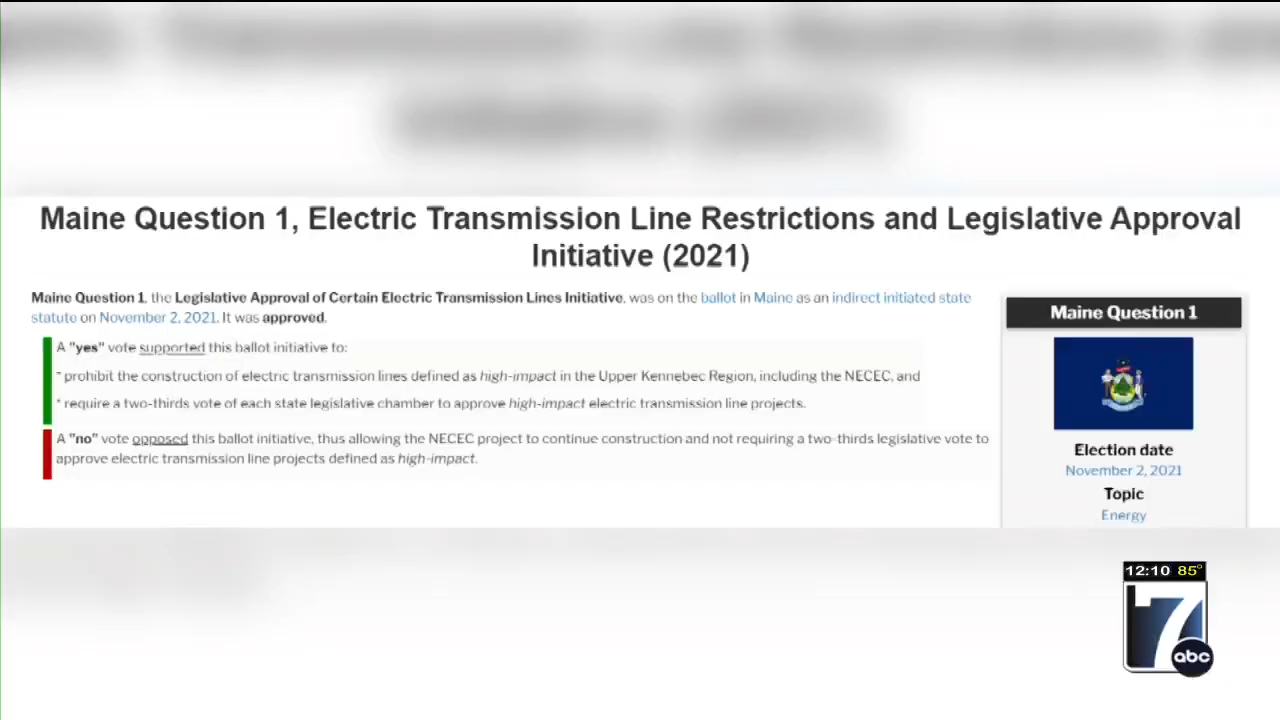 Maine Question 1, Electric Transmission Line Restrictions and Legislative Approval
Initiative (2021)
Maine Question 1, the Legislative Approval of Certain Electric Transmission Lines Initiative, was on the ballot in Maine as an indirect initiated state
statute on November 2, 2021. It was approved.
A "yes" vote supported this ballot initiative to:
* prohibit the construction of electric transmission lines defined as high-impact in the Upper Kennebec Region, including the NECEC, and
* require a two-thirds vote of each state legislative chamber to approve high-impact electric transmission line projects.
A "no" vote opposed this ballot initiative, thus allowing the NECEC project to continue construction and not requiring a two-thirds legislative vote to
approve electric transmission line projects defined as high-impact.
Maine Question 1
Election date
November 2, 2021
Topic
Energy
12:10 85°
7
abc